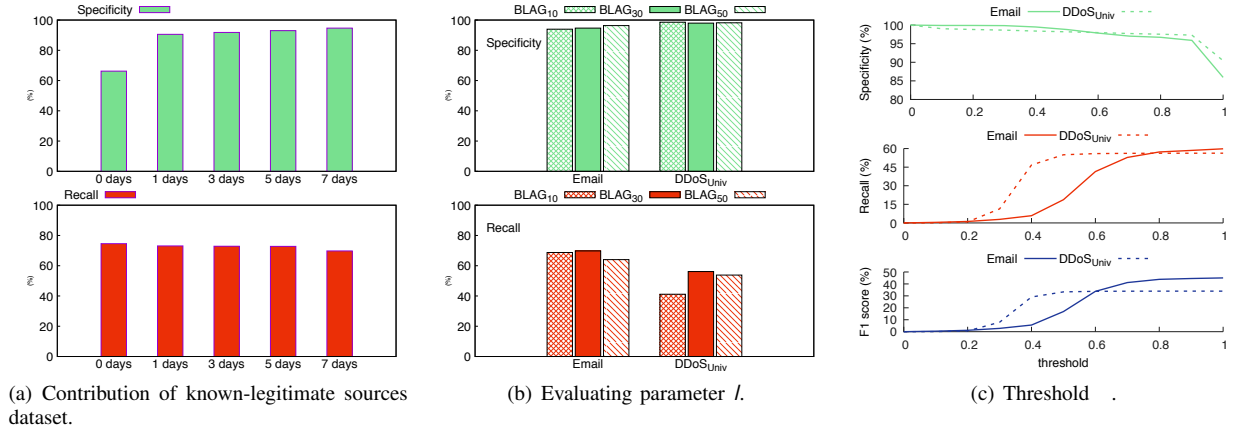 Specificity
100
80
60
40
20
0
(%)
0 days 1 days 3 days 5 days 7 days
Recall
100
80
60
40
20
0
(%)
0 days 1 days 3 days 5 days 7 days
(a) Contribution of known-legitimate sources
dataset.
BLAG10 BLAG30 BLAG50
Specificity
100
80
60
40
20
0
(%)
Email DDoSUniv
BLAG10 BLAG30 BLAG50
Recall
100
80
60
40
20
0
(%)
Email DDoSUniv
(b) Evaluating parameter l.
Email DDoSUniv
Specificity (%)
100
95
90
85
80
0 0.2 0.4 0.6 0.8 1
Email DDoSUniv
Recall (%)
60
45
30
15
0
0 0.2 0.4 0.6 0.8 1
Email DDoSUniv
F1 score (%)
50
40
30
20
10
0
0 0.2 0.4 0.6 0.8 1
threshold
(c) Threshold .